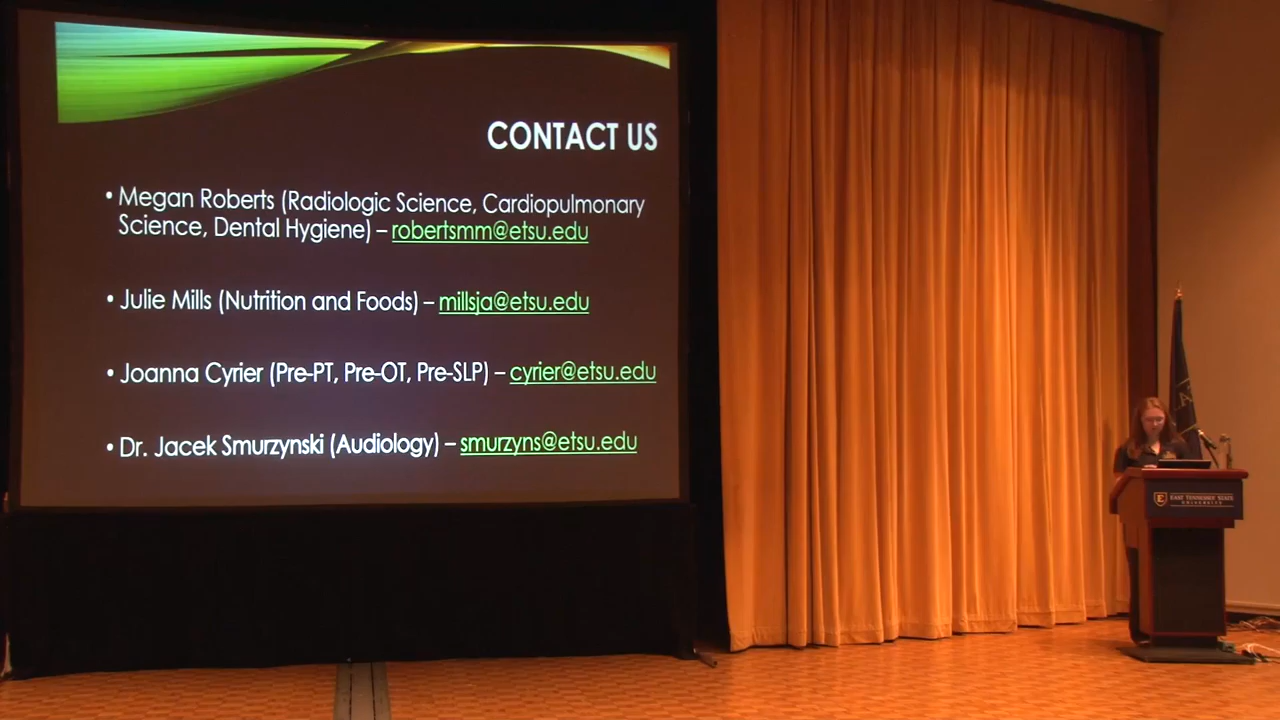 CONTACT US
• Megan Roberts (Radiologic Science, Cardiopulmonary
Science, Dental Hygiene) – robertsmm@etsu.edu
• Julie Mills (Nutrition and Foods) – millsja@etsu.edu
• Joanna Cyrier (Pre-PT, Pre-OT, Pre-SLP) – cyrier@etsu.edu
• Dr. Jacek Smurzynski (Audiology) – smurzyns@etsu.edu
E
EAST TENNESSEE STATE
UNIVERSITY